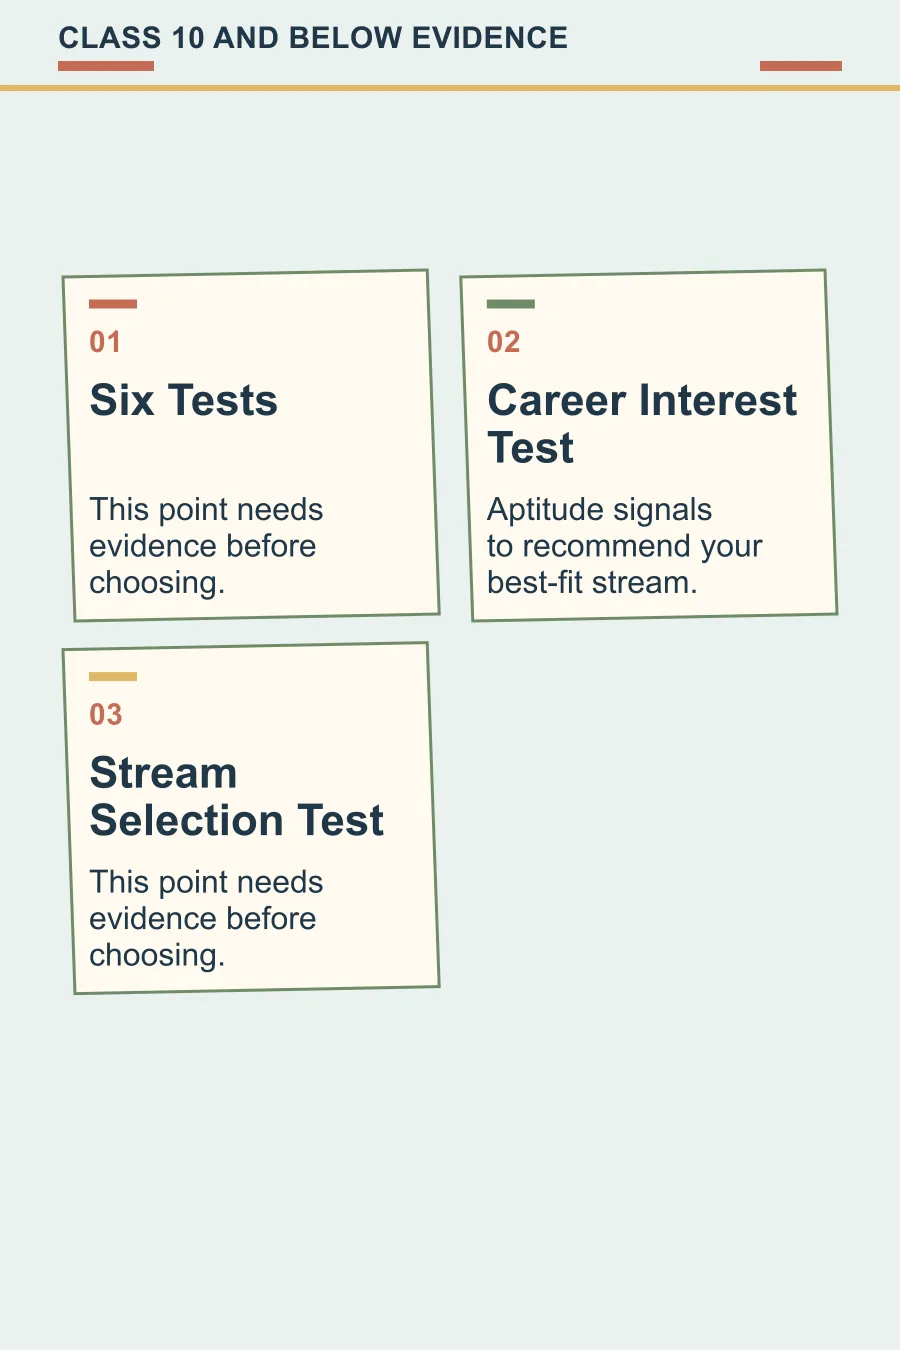 CLASS 10 AND BELOW EVIDENCE
01
Six Tests
This point needs
evidence before
choosing.
02
Career Interest
Test
Aptitude signals
to recommend your
best-fit stream.
03
Stream
Selection Test
This point needs
evidence before
choosing.